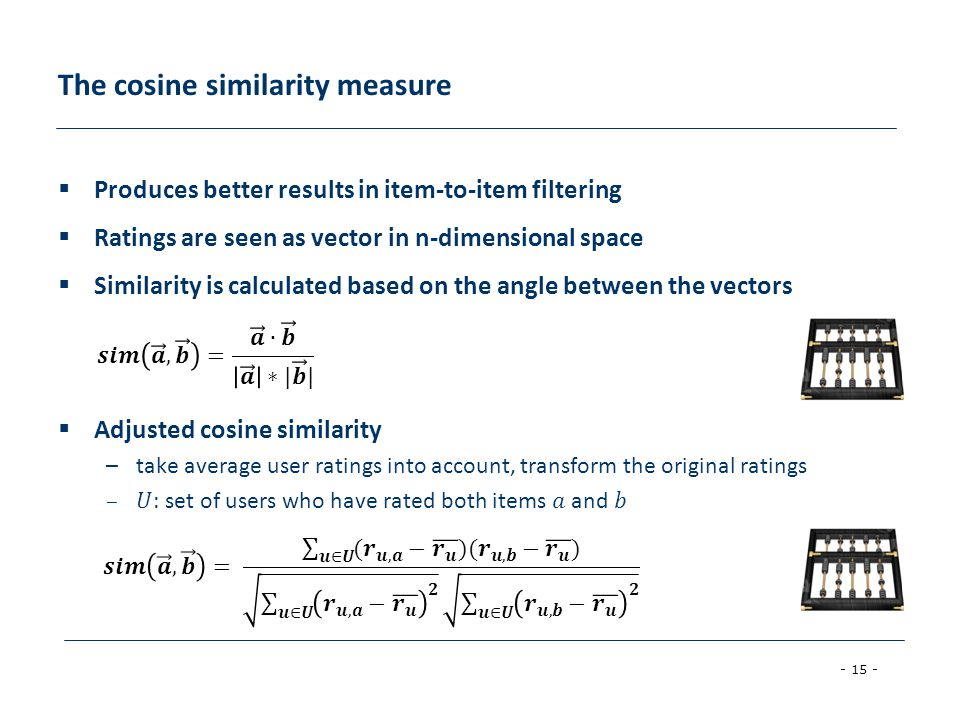 The cosine similarity measure
▪ Produces better results in item-to-item filtering
▪ Ratings are seen as vector in n-dimensional space
▪ Similarity is calculated based on the angle between the vectors
$\boldsymbol{sim(\vec{a}, \vec{b}) = \frac{\vec{a} \cdot \vec{b}}{|\vec{a}| * |\vec{b}|}}$
▪ Adjusted cosine similarity
– take average user ratings into account, transform the original ratings
– $U$: set of users who have rated both items $a$ and $b$
$\boldsymbol{sim(\vec{a}, \vec{b}) = \frac{\sum_{u \in U}(r_{u,a} - \overline{r_u})(r_{u,b} - \overline{r_u})}{\sqrt{\sum_{u \in U}(r_{u,a} - \overline{r_u})^2} \sqrt{\sum_{u \in U}(r_{u,b} - \overline{r_u})^2}}}$
- 15 -